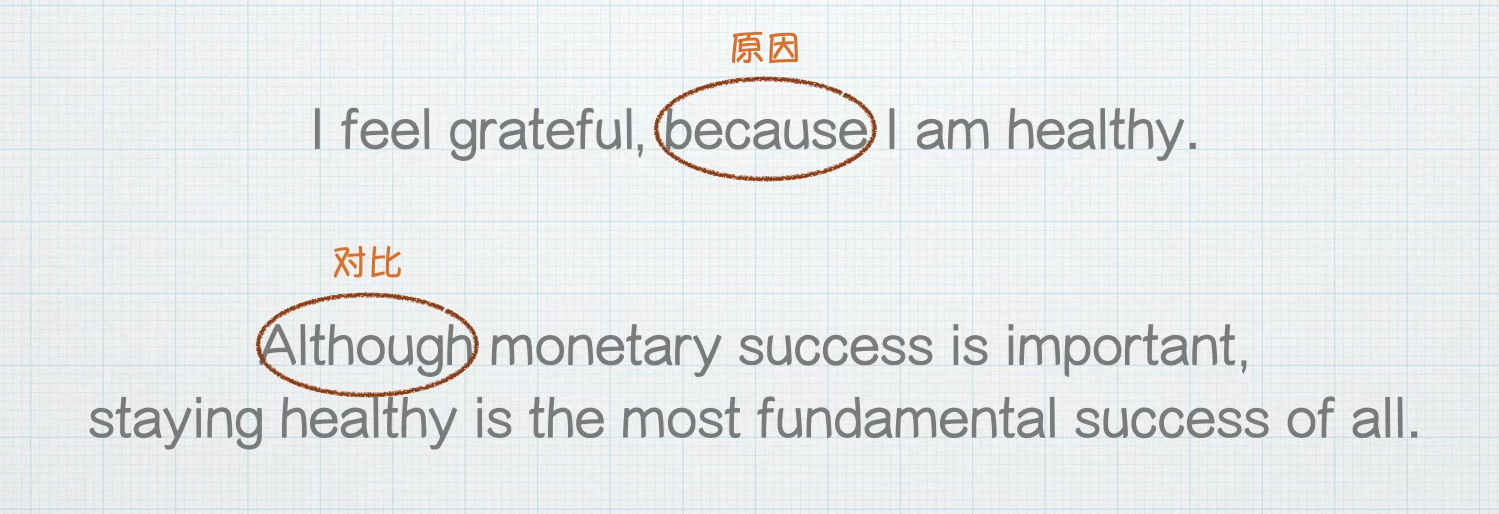 原因
I feel grateful, because I am healthy.
对比
Although monetary success is important,
staying healthy is the most fundamental success of all.